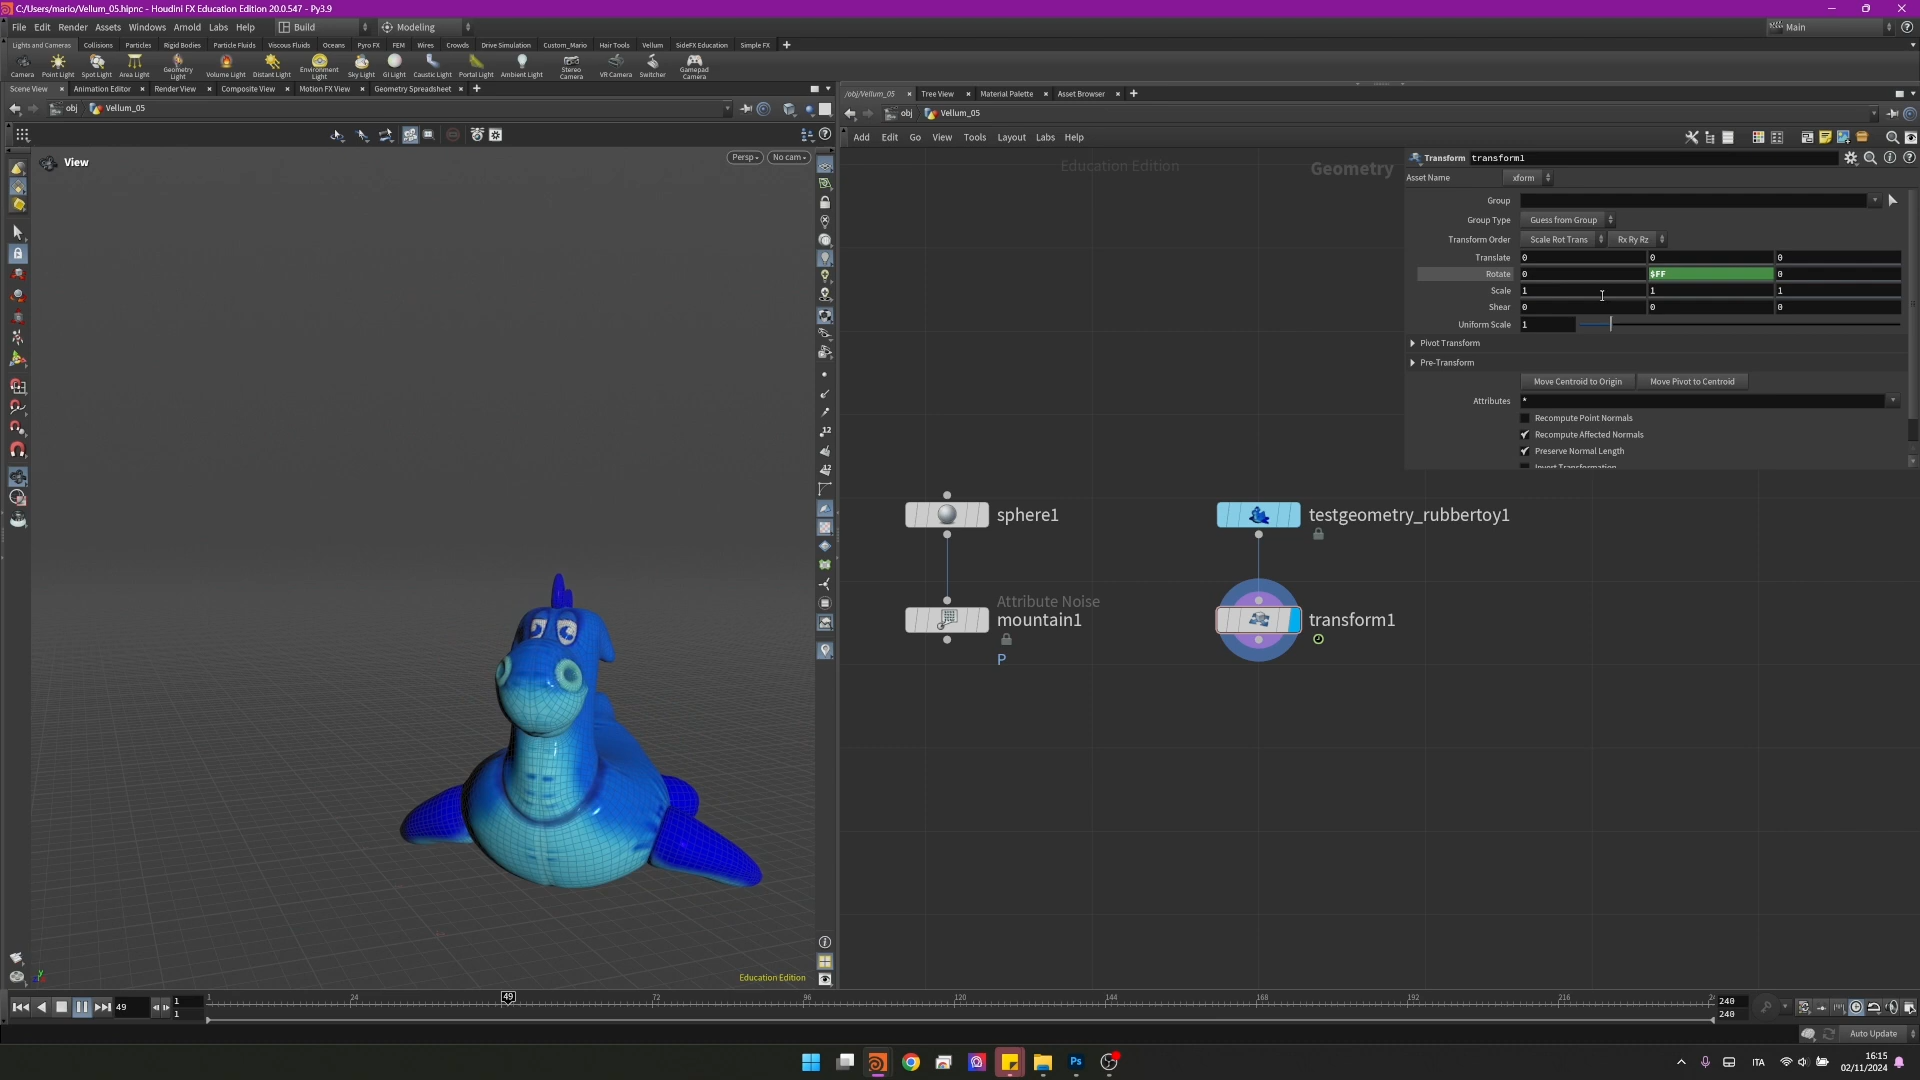 C:/Users/mario/Vellum_05.hipnc - Houdini FX Education Edition 20.0.547 - Py3.9
File Edit Render Assets Windows Arnold Labs Help Build Modeling Main
Lights and Cameras Collisions Particles Rigid Bodies Particle Fluids Viscous Fluids Oceans Pyro FX FEM Wires Crowds Drive Simulation Custom_Mario Hair Tools Vellum SideFX Education Simple FX
Camera Point Light Spot Light Area Light Geometry Light Volume Light Distant Light Environment Light Sky Light GI Light Caustic Light Portal Light Ambient Light Stereo Camera VR Camera Switcher Gamepad Camera
Scene View Animation Editor Render View Composite View Motion FX View Geometry Spreadsheet
/obj/Vellum_05 Tree View Material Palette Asset Browser
obj Vellum_05
obj Vellum_05
Add Edit Go View Tools Layout Labs Help
View
Persp No cam
Education Edition
Geometry
Transform transform1
Asset Name xform
Group
Group Type Guess from Group
Transform Order Scale Rot Trans Rx Ry Rz
Translate 0 0 0
Rotate 0 $FF 0
Scale 1 1 1
Shear 0 0 0
Uniform Scale 1
Pivot Transform
Pre-Transform
Move Centroid to Origin Move Pivot to Centroid
Attributes *
Recompute Point Normals
Recompute Affected Normals
Preserve Normal Length
Invert Transformation
sphere1
testgeometry_rubbertoy1
Attribute Noise
mountain1
P
transform1
12
12
Education Edition
49 1 1
1 24 49 72 96 120 144 168 192 216
240
240
Auto Update
ITA
16:15
02/11/2024